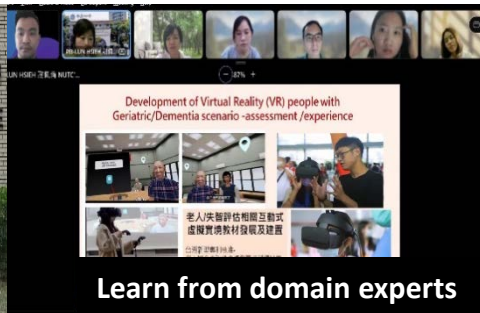 87% +
Development of Virtual Reality (VR) people with
Geriatric/Dementia scenario -assessment /experience
老人/失智評估相關互動式
虛擬實境教材發展及建置
Learn from domain experts